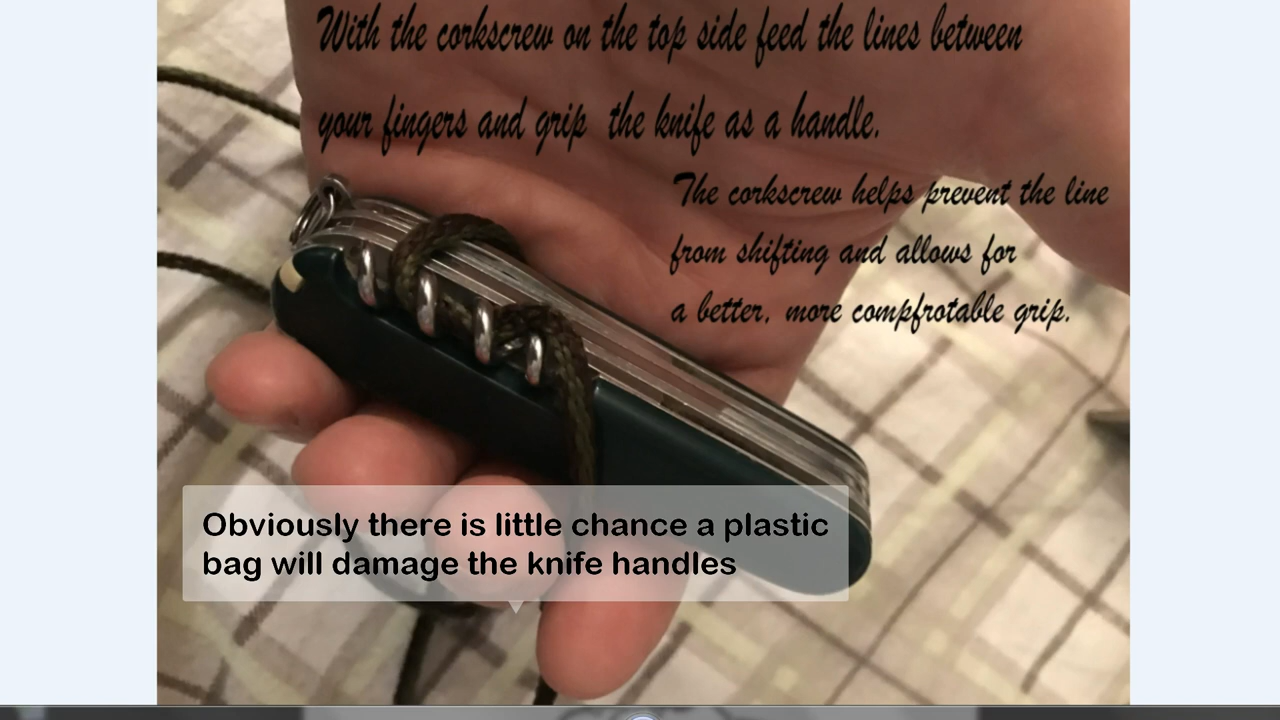 With the corkscrew on the top side feed the lines between
your fingers and grip the knife as a handle.
The corkscrew helps prevent the line
from shifting and allows for
a better, more compfrotable grip.
Obviously there is little chance a plastic
bag will damage the knife handles